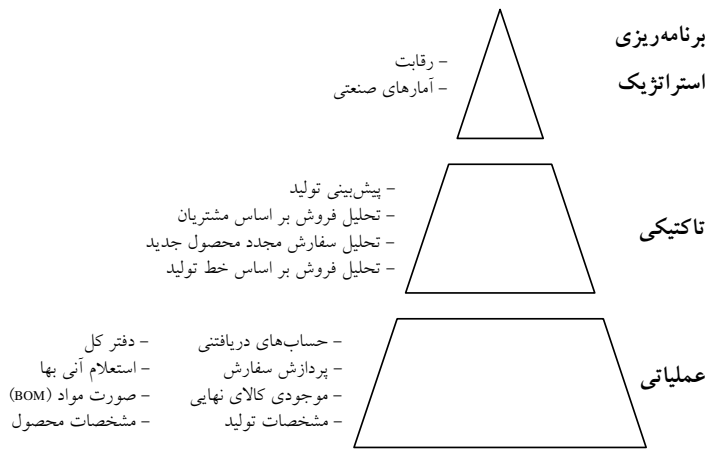 برنامه‌ریزی
استراتژیک
- رقابت
- آمارهای صنعتی
تاکتیکی
- پیش‌بینی تولید
- تحلیل فروش بر اساس مشتریان
- تحلیل سفارش مجدد محصول جدید
- تحلیل فروش بر اساس خط تولید
عملیاتی
- حساب‌های دریافتنی
- پردازش سفارش
- موجودی کالای نهایی
- مشخصات تولید
- دفتر کل
- استعلام آنی بها
- صورت مواد (BOM)
- مشخصات محصول